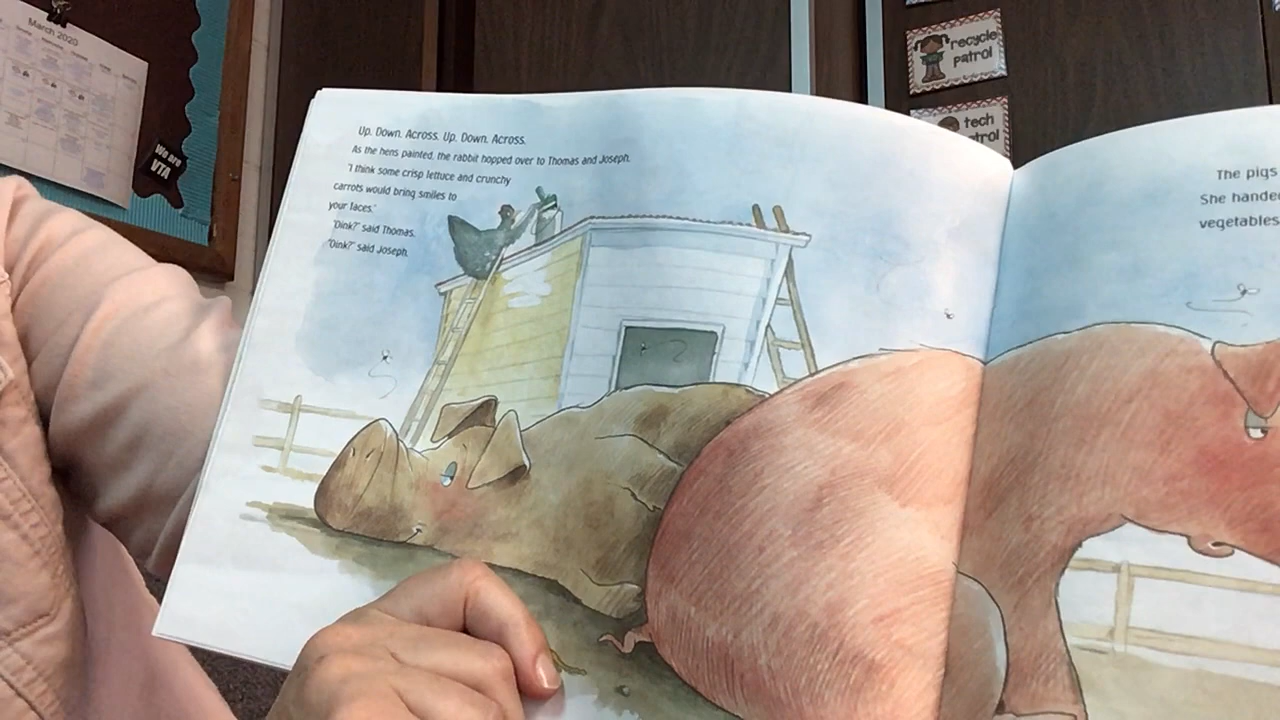 March 2020
We are
VTA
recycle
patrol
tech
patrol
Up. Down. Across. Up. Down. Across.
As the hens painted, the rabbit hopped over to Thomas and Joseph.
"I think some crisp lettuce and crunchy
carrots would bring smiles to
your faces."
"Oink?" said Thomas.
"Oink?" said Joseph.
The pigs
She hande
vegetables